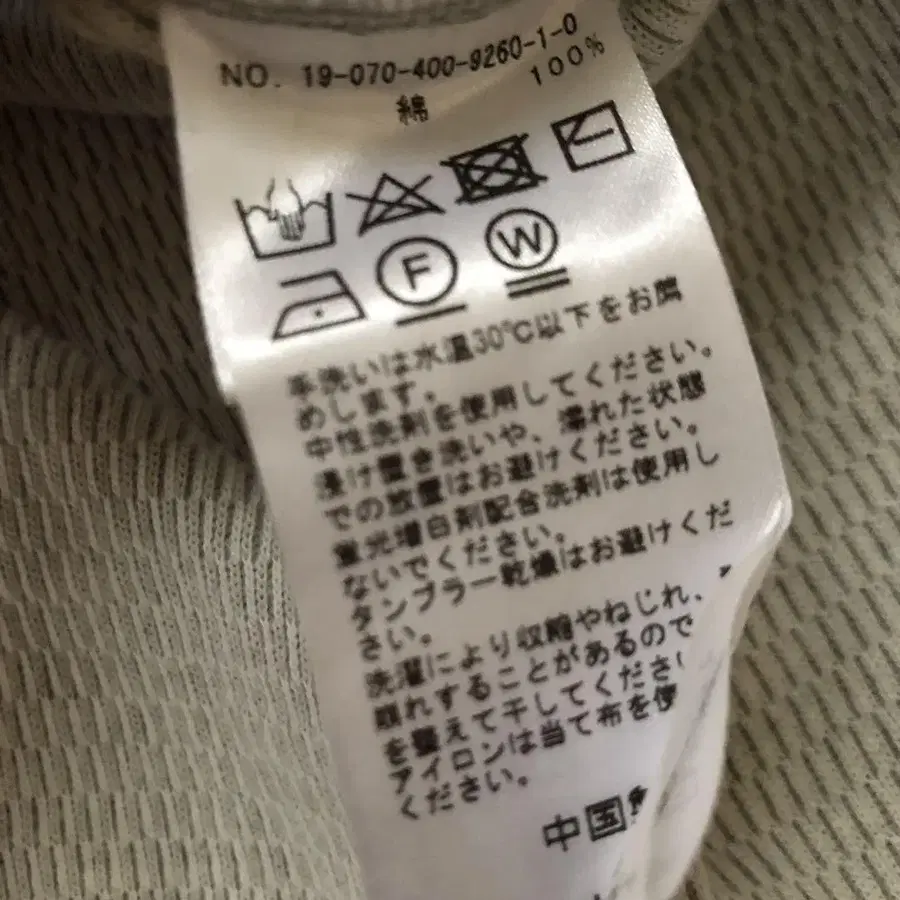 NO. 19-070-400-9260-1-0
綿 100%
F W
手洗いは水温30℃以下をお薦
めします。
中性洗剤を使用してください。
浸け置き洗いや、濡れた状態
での放置はお避けください。
蛍光増白剤配合洗剤は使用し
ないでください。
タンブラー乾燥はお避けくだ
さい。
洗濯により収縮やねじれ、
崩れすることがあるので
を整えて干してくださ
アイロンは当て布を使
ください。
中国